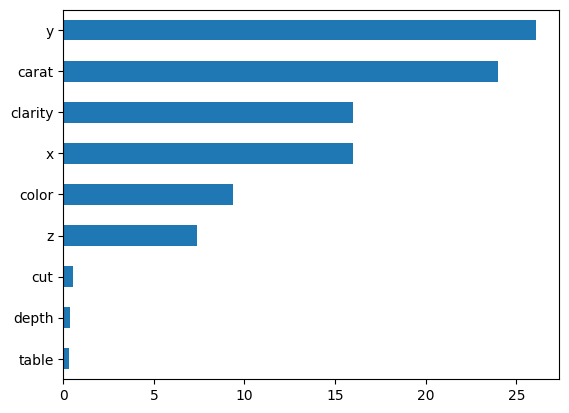 y
carat
clarity
x
color
z
cut
depth
table
0 5 10 15 20 25